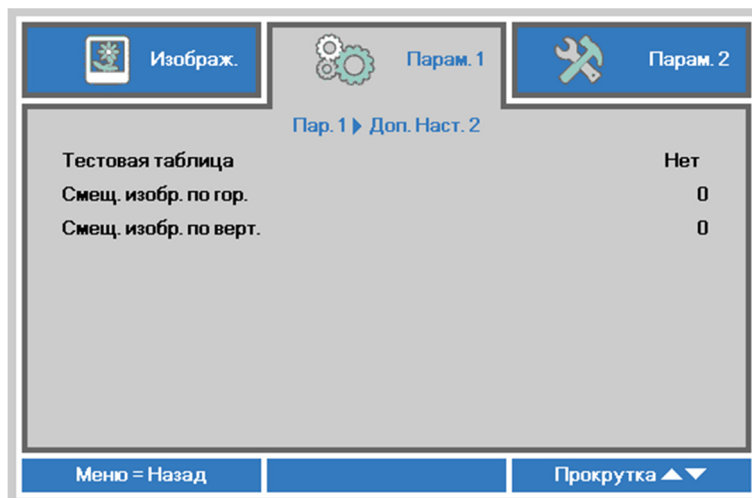 Изображ. Парам. 1 Парам. 2
Пар. 1 Доп. Наст. 2
Тестовая таблица Нет
Смещ. изобр. по гор. 0
Смещ. изобр. по верт. 0
Меню = Назад Прокрутка